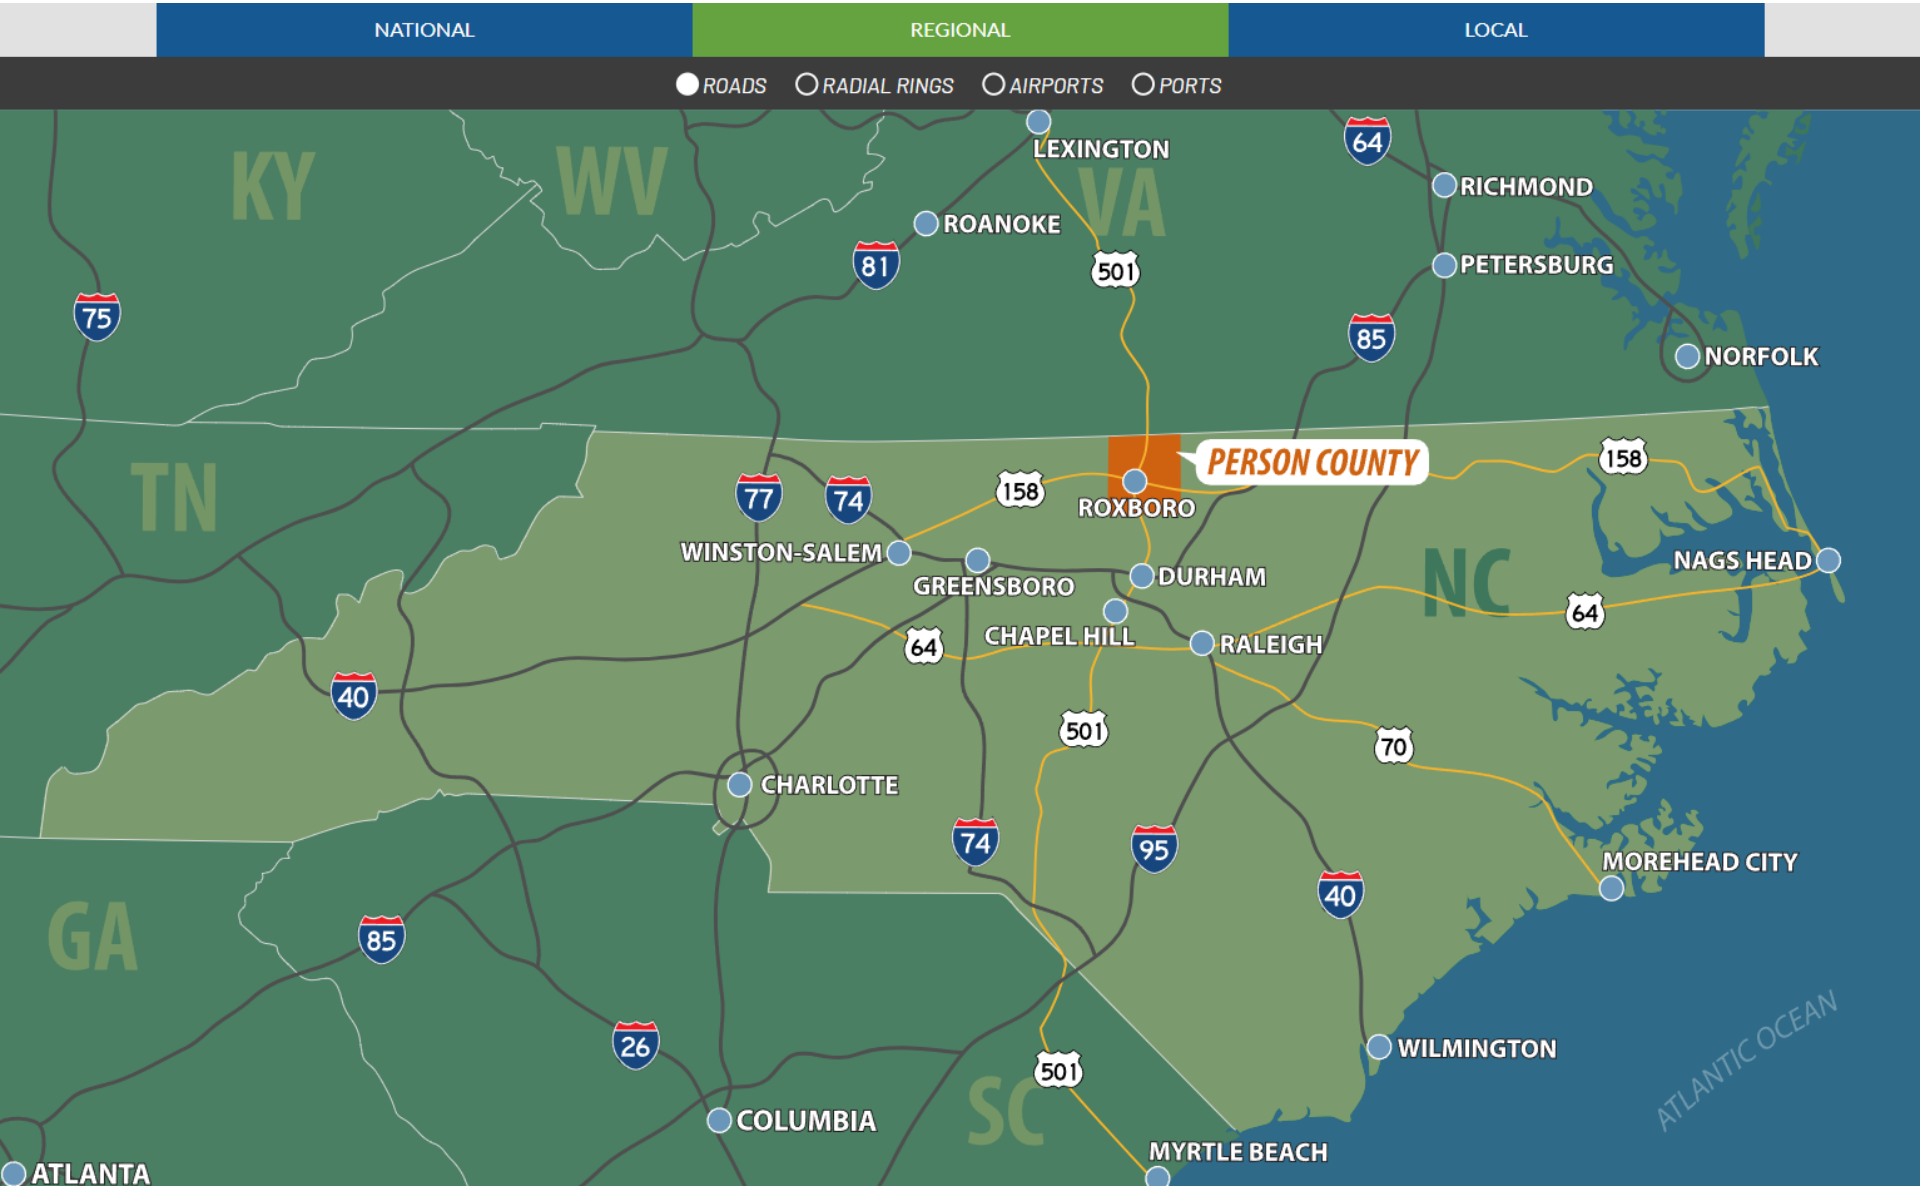 NATIONAL REGIONAL LOCAL
ROADS RADIAL RINGS AIRPORTS PORTS
LEXINGTON
64
KY
WV
VA
RICHMOND
ROANOKE
81
501
PETERSBURG
75
85
NORFOLK
PERSON COUNTY
158
TN
77
74
158
ROXBORO
WINSTON-SALEM
GREENSBORO
DURHAM
NC
NAGS HEAD
64
CHAPEL HILL
RALEIGH
64
40
501
70
CHARLOTTE
74
95
MOREHEAD CITY
40
GA
85
26
WILMINGTON
ATLANTIC OCEAN
501
SC
COLUMBIA
MYRTLE BEACH
ATLANTA